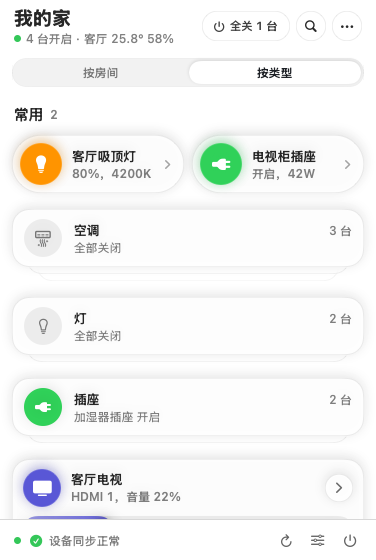 我的家
4 台开启 · 客厅 25.8° 58%
全关 1 台
按房间
按类型
常用 2
客厅吸顶灯
80%，4200K
电视柜插座
开启，42W
空调
全部关闭
3 台
灯
全部关闭
2 台
插座
加湿器插座 开启
2 台
客厅电视
HDMI 1，音量 22%
设备同步正常